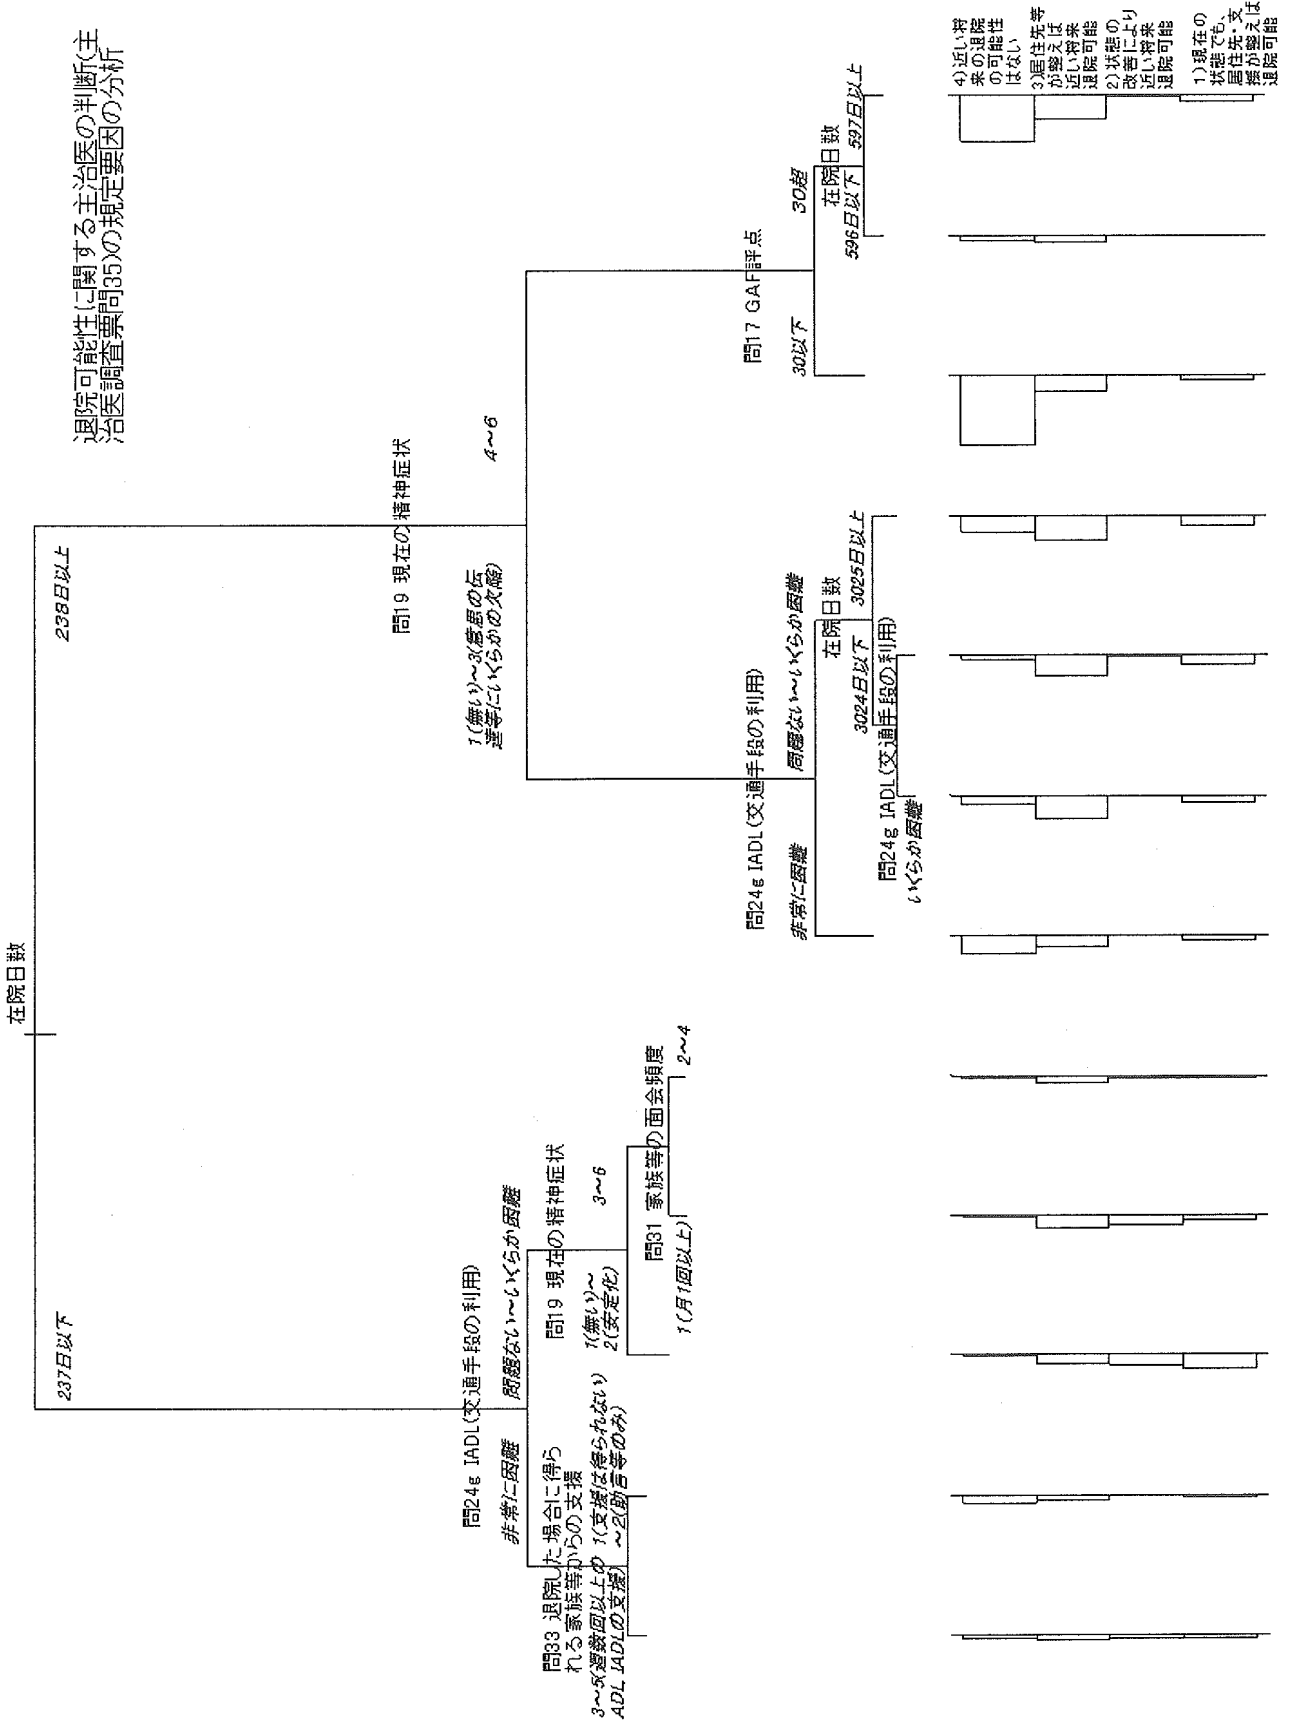 退院可能性に関する主治医の判断(主
治医調査票問35)の規定要因の分析
在院日数
237日以下
238日以上
問24g IADL(交通手段の利用)
非常に困難
問題ない~いくらか困難
問33 退院した場合に得ら
れる家族等からの支援
3~5(週数回以上の
ADL IADLの支援)
1(支援は得られない)
~2(助言等のみ)
問19 現在の精神症状
1(無い)~
2(安定化)
3~6
問31 家族等の面会頻度
1(月1回以上)
2~4
問19 現在の精神症状
1(無い)~3(意思の伝
達等にいくらかの欠陥)
4~6
問24g IADL(交通手段の利用)
非常に困難
問題ない~いくらか困難
在院日数
3024日以下
3025日以上
問24g IADL(交通手段の利用)
いくらか困難
問17 GAF評点
30以下
30超
在院日数
596日以下
597日以上
4)近い将
来の退院
の可能性
はない
3)居住先等
が整えば
近い将来
退院可能
2)状態の
改善により
近い将来
退院可能
1)現在の
状態でも、
居住先・支
援が整えば
退院可能